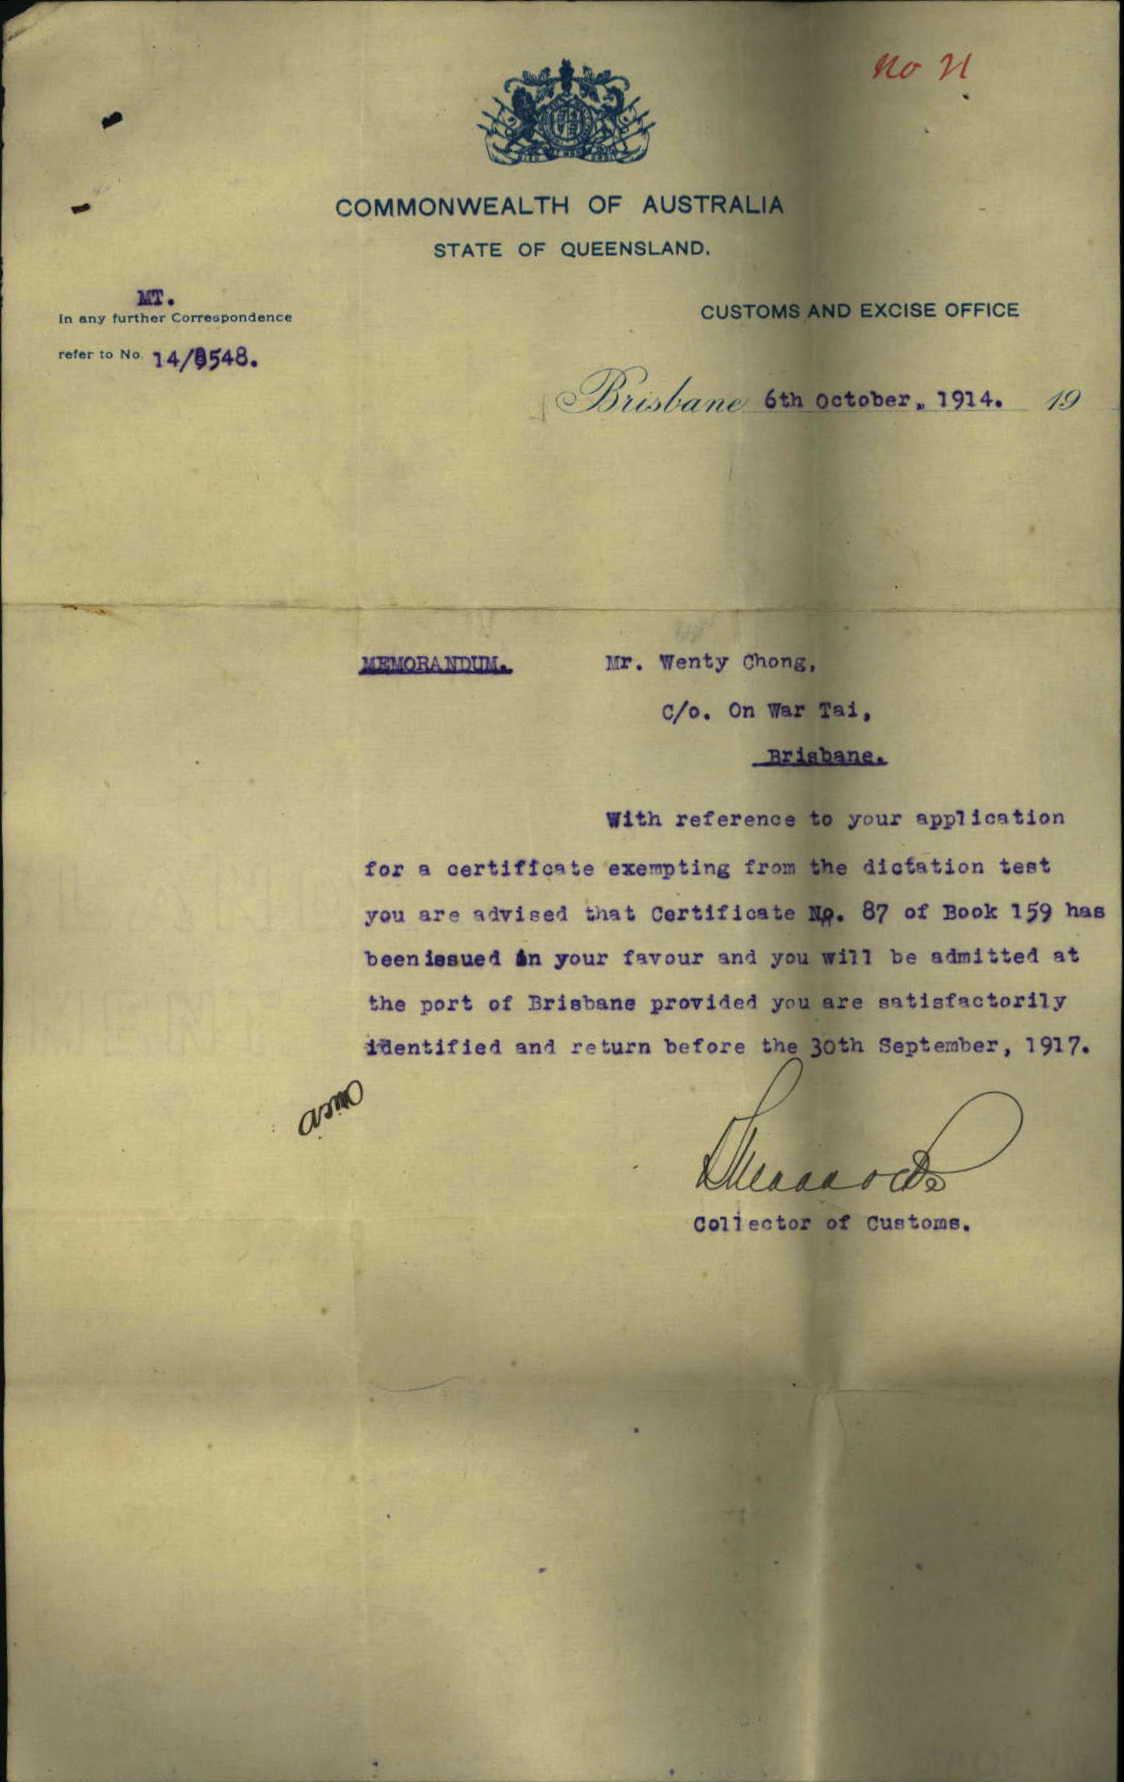 No 21
COMMONWEALTH OF AUSTRALIA
STATE OF QUEENSLAND.
MT.
In any further Correspondence
refer to No. 14/8548.
CUSTOMS AND EXCISE OFFICE
Brisbane 6th October, 1914. 19
MEMORANDUM. Mr. Wenty Chong,
C/o. On War Tai,
Brisbane.
With reference to your application
for a certificate exempting from the dictation test
you are advised that Certificate No. 87 of Book 159 has
been issued in your favour and you will be admitted at
the port of Brisbane provided you are satisfactorily
identified and return before the 30th September, 1917.
Collector of Customs.